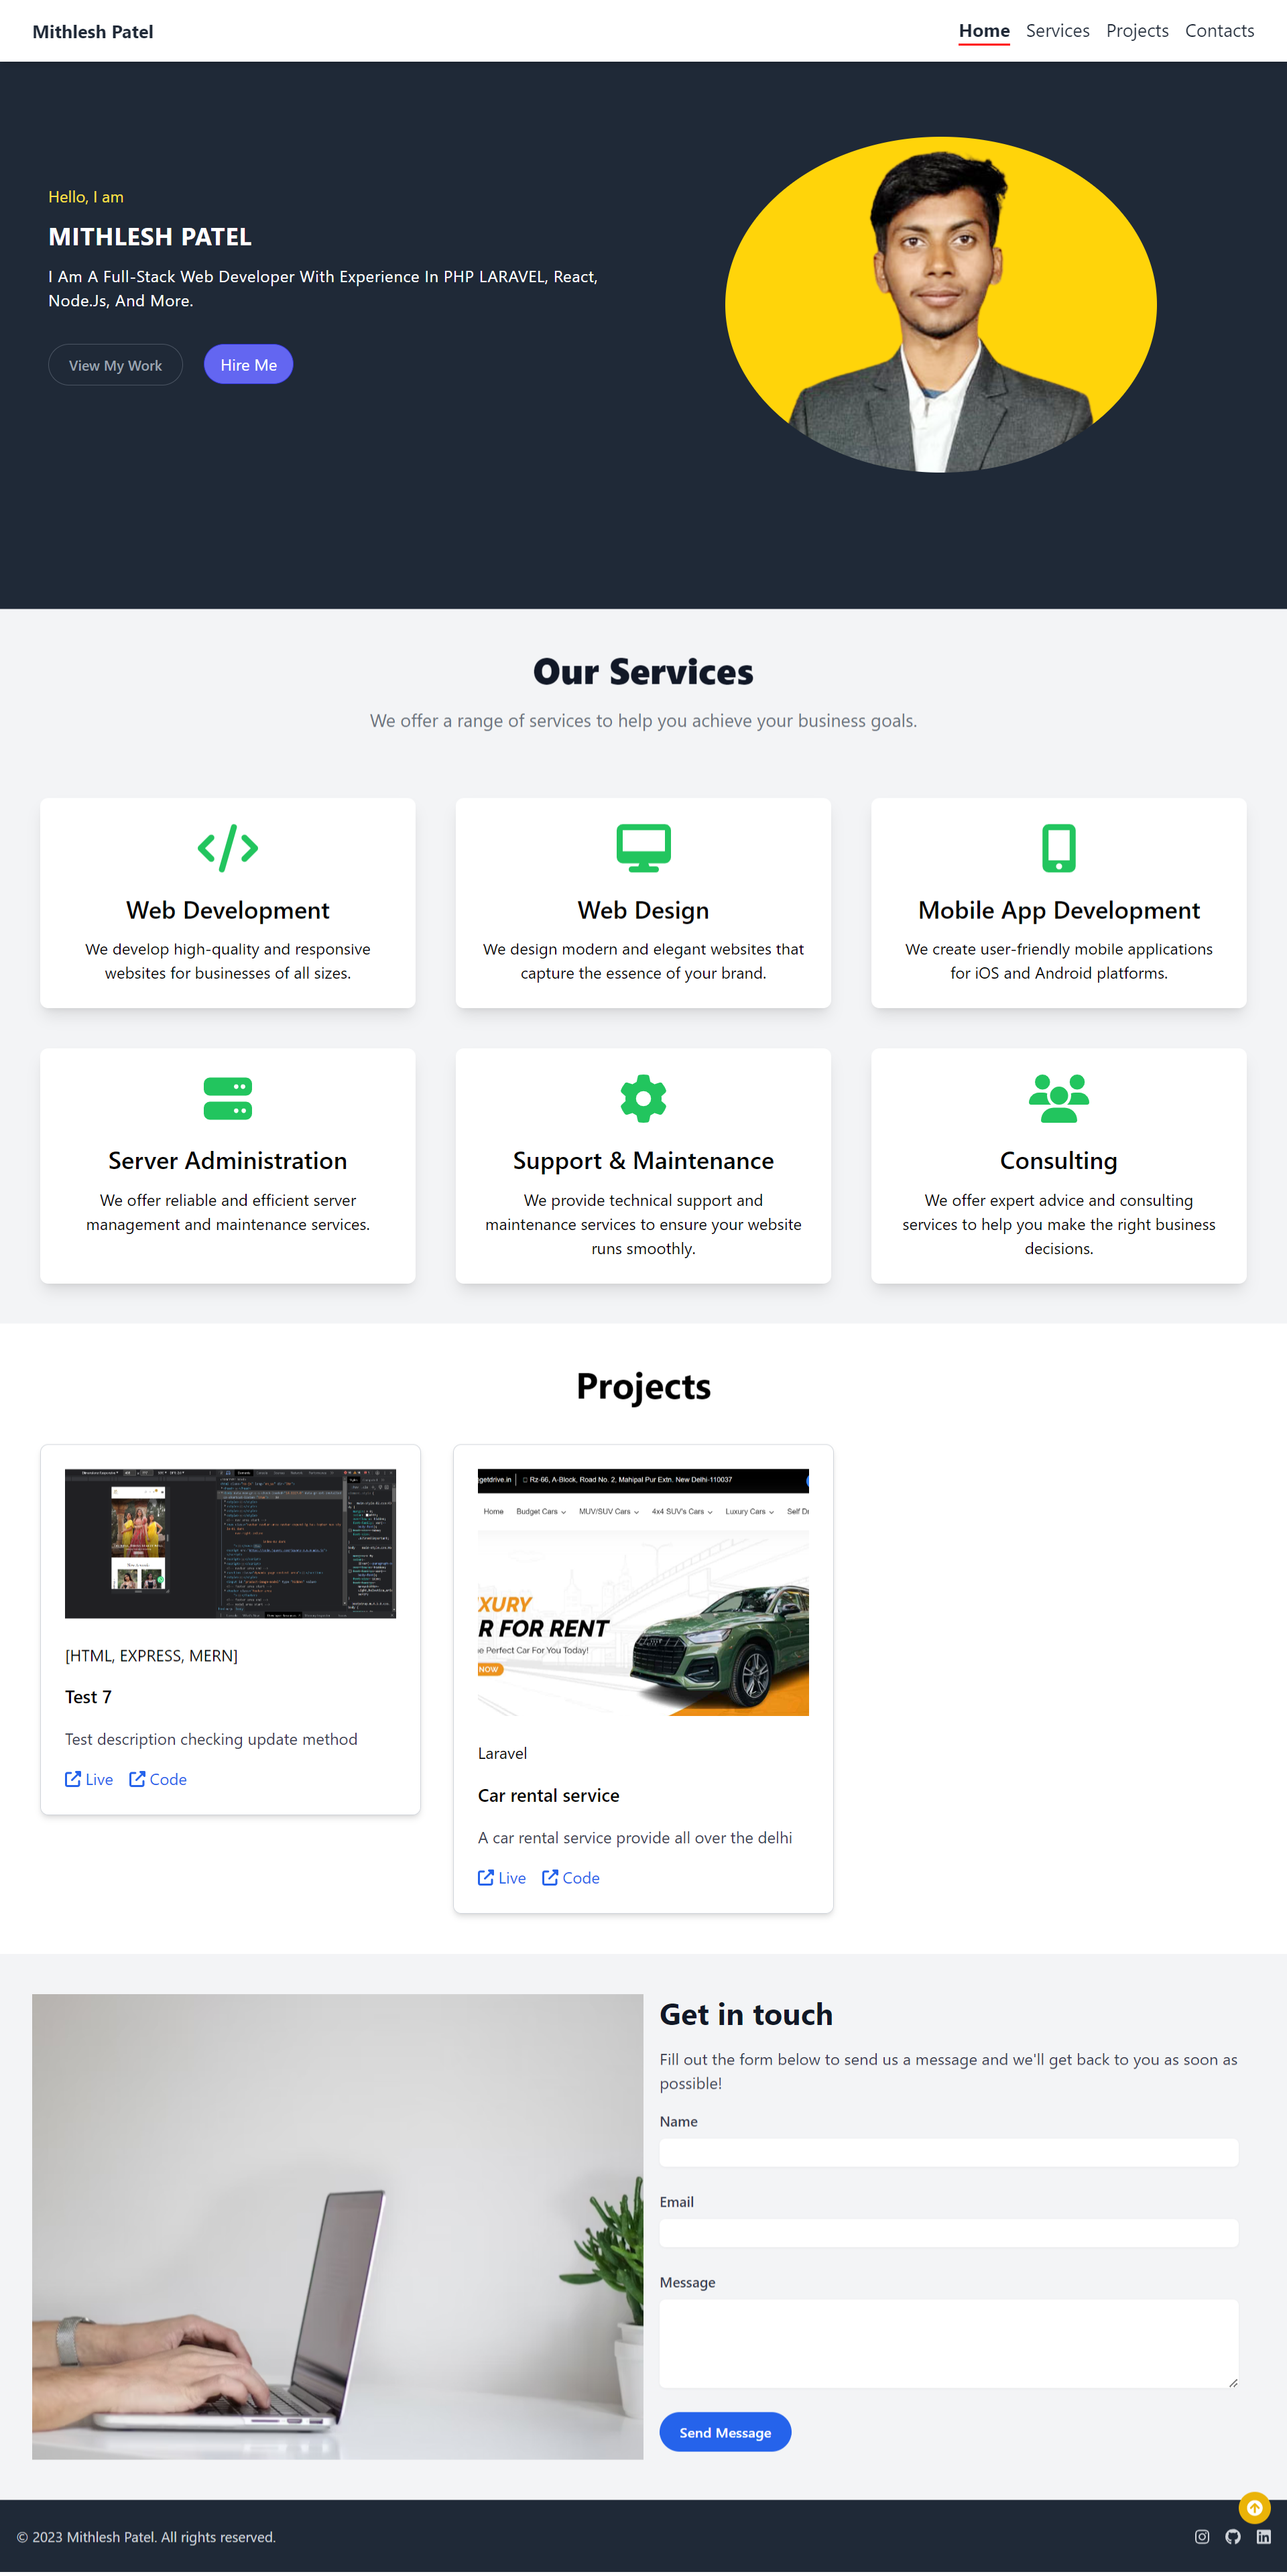 Mithlesh Patel
Home Services Projects Contacts
Hello, I am
MITHLESH PATEL
I Am A Full-Stack Web Developer With Experience In PHP LARAVEL, React,
Node.Js, And More.
View My Work Hire Me
Our Services
We offer a range of services to help you achieve your business goals.
Web Development
We develop high-quality and responsive
websites for businesses of all sizes.
Web Design
We design modern and elegant websites that
capture the essence of your brand.
Mobile App Development
We create user-friendly mobile applications
for iOS and Android platforms.
Server Administration
We offer reliable and efficient server
management and maintenance services.
Support & Maintenance
We provide technical support and
maintenance services to ensure your website
runs smoothly.
Consulting
We offer expert advice and consulting
services to help you make the right business
decisions.
Projects
[HTML, EXPRESS, MERN]
Test 7
Test description checking update method
Live Code
getdrive.in Rz-66, A-Block, Road No. 2, Mahipal Pur Extn. New Delhi-110037
Home Budget Cars MUV/SUV Cars 4x4 SUV's Cars Luxury Cars Self Dr
XURY
R FOR RENT
e Perfect Car For You Today!
NOW
Laravel
Car rental service
A car rental service provide all over the delhi
Live Code
Get in touch
Fill out the form below to send us a message and we'll get back to you as soon as
possible!
Name
Email
Message
Send Message
© 2023 Mithlesh Patel. All rights reserved.